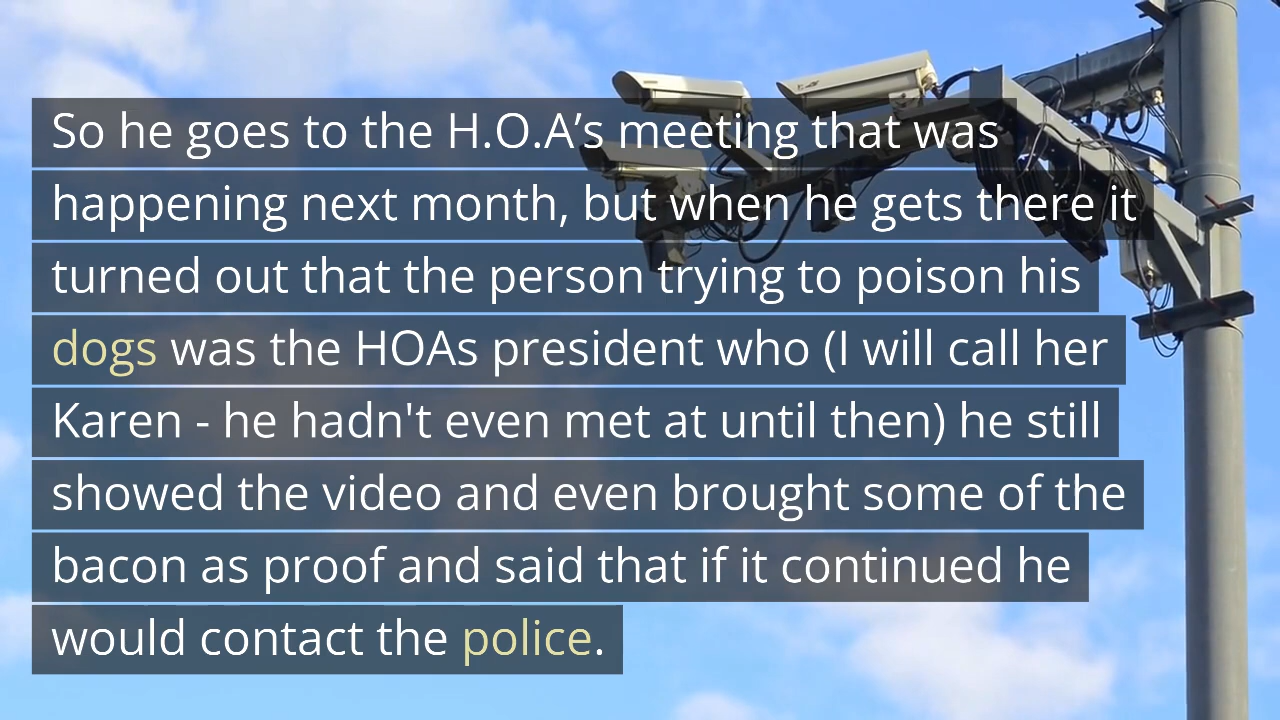 So he goes to the H.O.A’s meeting that was
happening next month, but when he gets there it
turned out that the person trying to poison his
dogs was the HOAs president who (I will call her
Karen - he hadn't even met at until then) he still
showed the video and even brought some of the
bacon as proof and said that if it continued he
would contact the police.